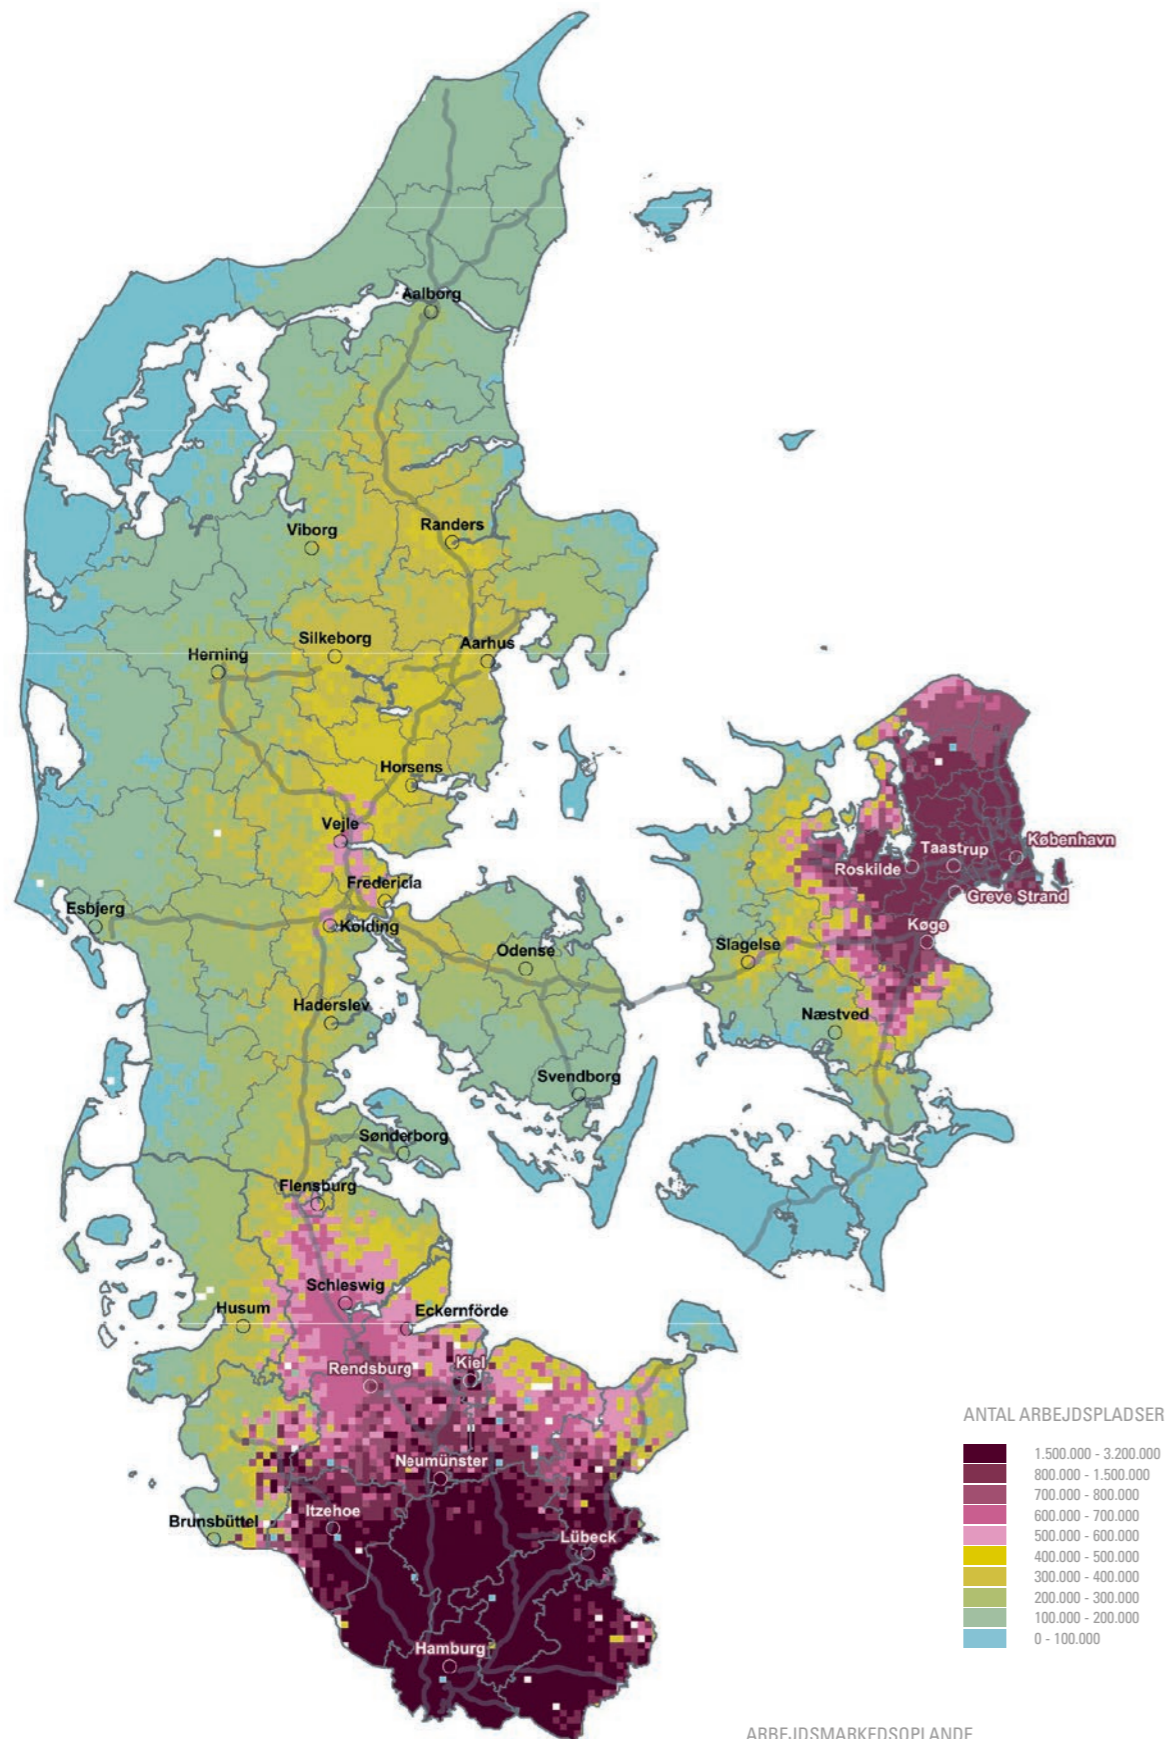 Aalborg
Viborg
Randers
Silkeborg
Aarhus
Herning
Horsens
Vejle
Fredericia
Esbjerg
Kolding
Odense
Haderslev
Svendborg
Sønderborg
København
Taastrup
Roskilde
Greve Strand
Køge
Slagelse
Næstved
Flensburg
Schleswig
Eckernförde
Husum
Rendsburg
Kiel
Neumünster
Itzehoe
Brunsbüttel
Lübeck
Hamburg
ANTAL ARBEJDSPLADSER
1.500.000 - 3.200.000
800.000 - 1.500.000
700.000 - 800.000
600.000 - 700.000
500.000 - 600.000
400.000 - 500.000
300.000 - 400.000
200.000 - 300.000
100.000 - 200.000
0 - 100.000
ARBEJDSMARKEDSOPLANDE